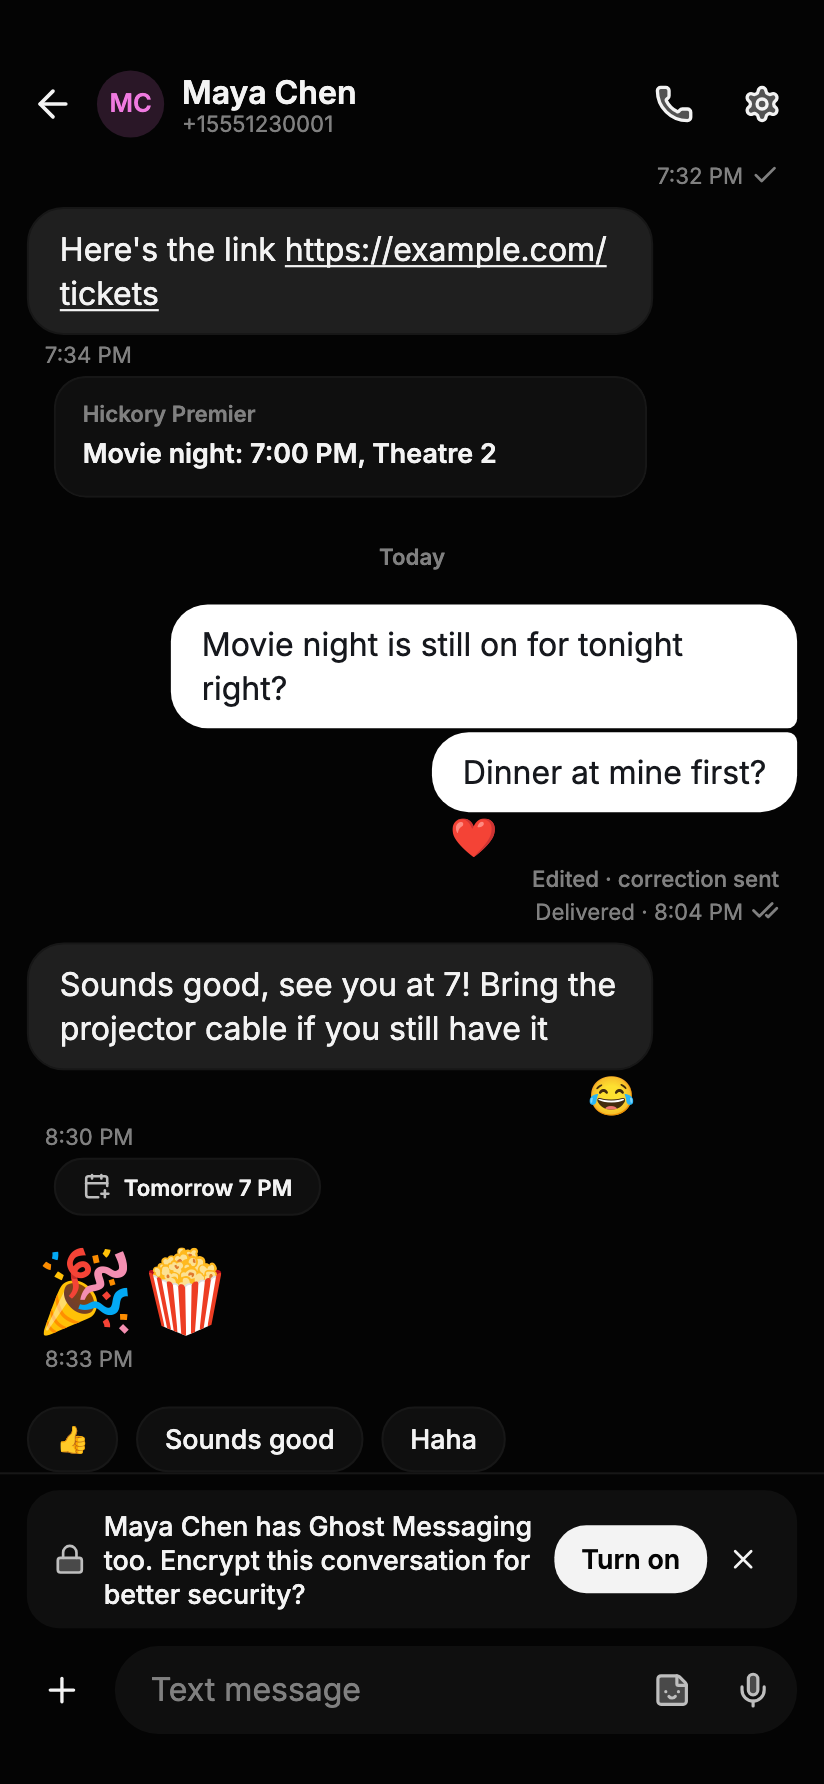 MC
Maya Chen
+15551230001
7:32 PM
Here's the link https://example.com/
tickets
7:34 PM
Hickory Premier
Movie night: 7:00 PM, Theatre 2
Today
Movie night is still on for tonight
right?
Dinner at mine first?
Edited · correction sent
Delivered · 8:04 PM
Sounds good, see you at 7! Bring the
projector cable if you still have it
8:30 PM
Tomorrow 7 PM
8:33 PM
Sounds good
Haha
Maya Chen has Ghost Messaging
too. Encrypt this conversation for
better security?
Turn on
Text message